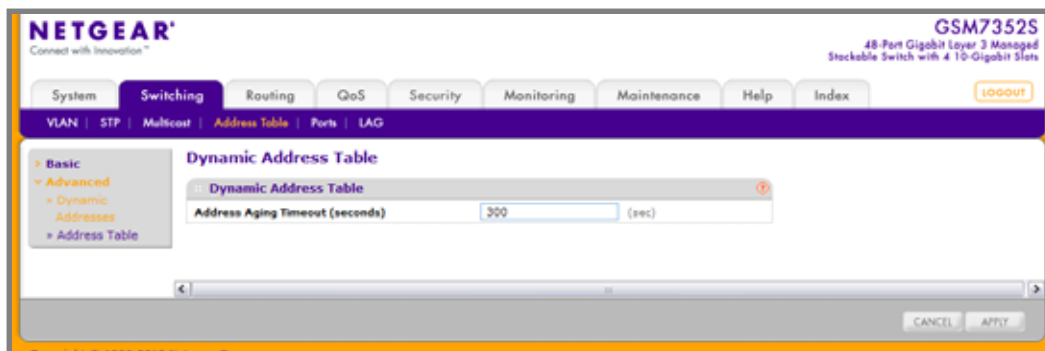 NETGEAR®
Connect with Innovation™
GSM7352S
48-Port Gigabit Layer 3 Managed
Stackable Switch with 4 10-Gigabit Slots
System Switching Routing QoS Security Monitoring Maintenance Help Index LOGOUT
VLAN | STP | Multicast | Address Table | Ports | LAG
Basic
Advanced
» Dynamic
Addresses
» Address Table
Dynamic Address Table
Dynamic Address Table ?
Address Aging Timeout (seconds) 300 (sec)
CANCEL APPLY